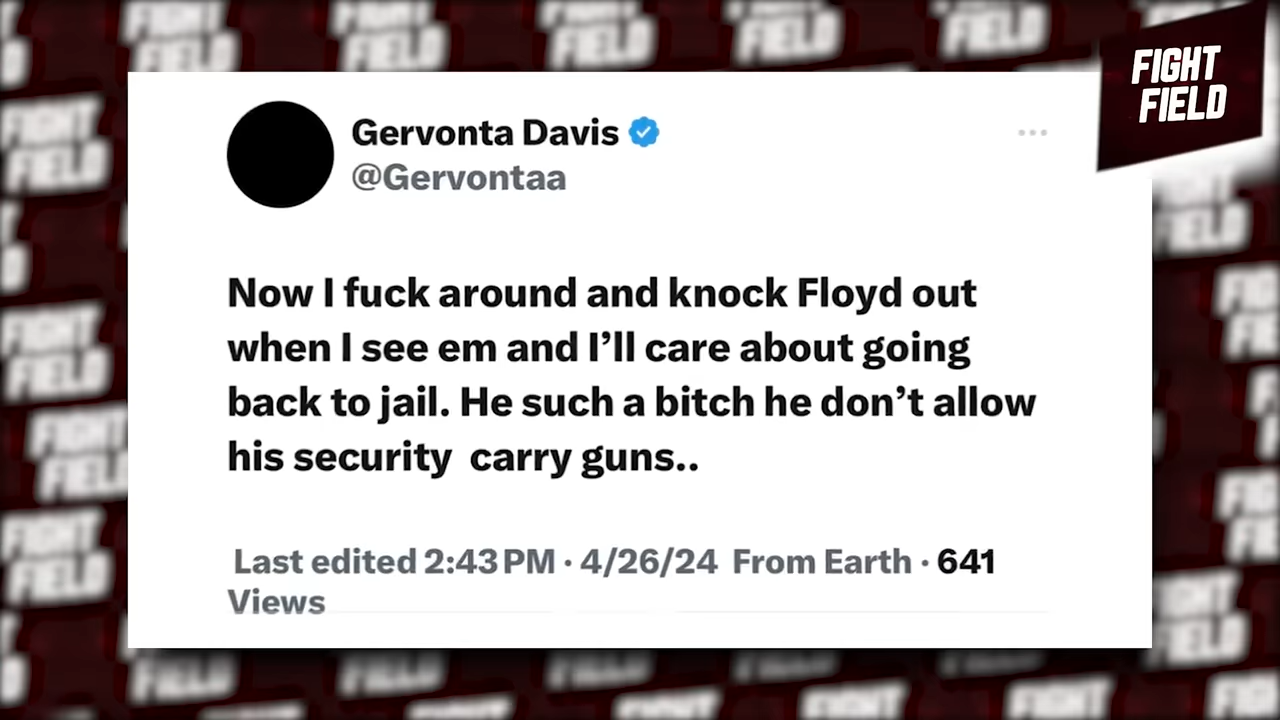 FIGHT
FIELD
Gervonta Davis
@Gervontaa
Now I fuck around and knock Floyd out
when I see em and I’ll care about going
back to jail. He such a bitch he don’t allow
his security  carry guns..
Last edited 2:43 PM · 4/26/24  From Earth · 641
Views